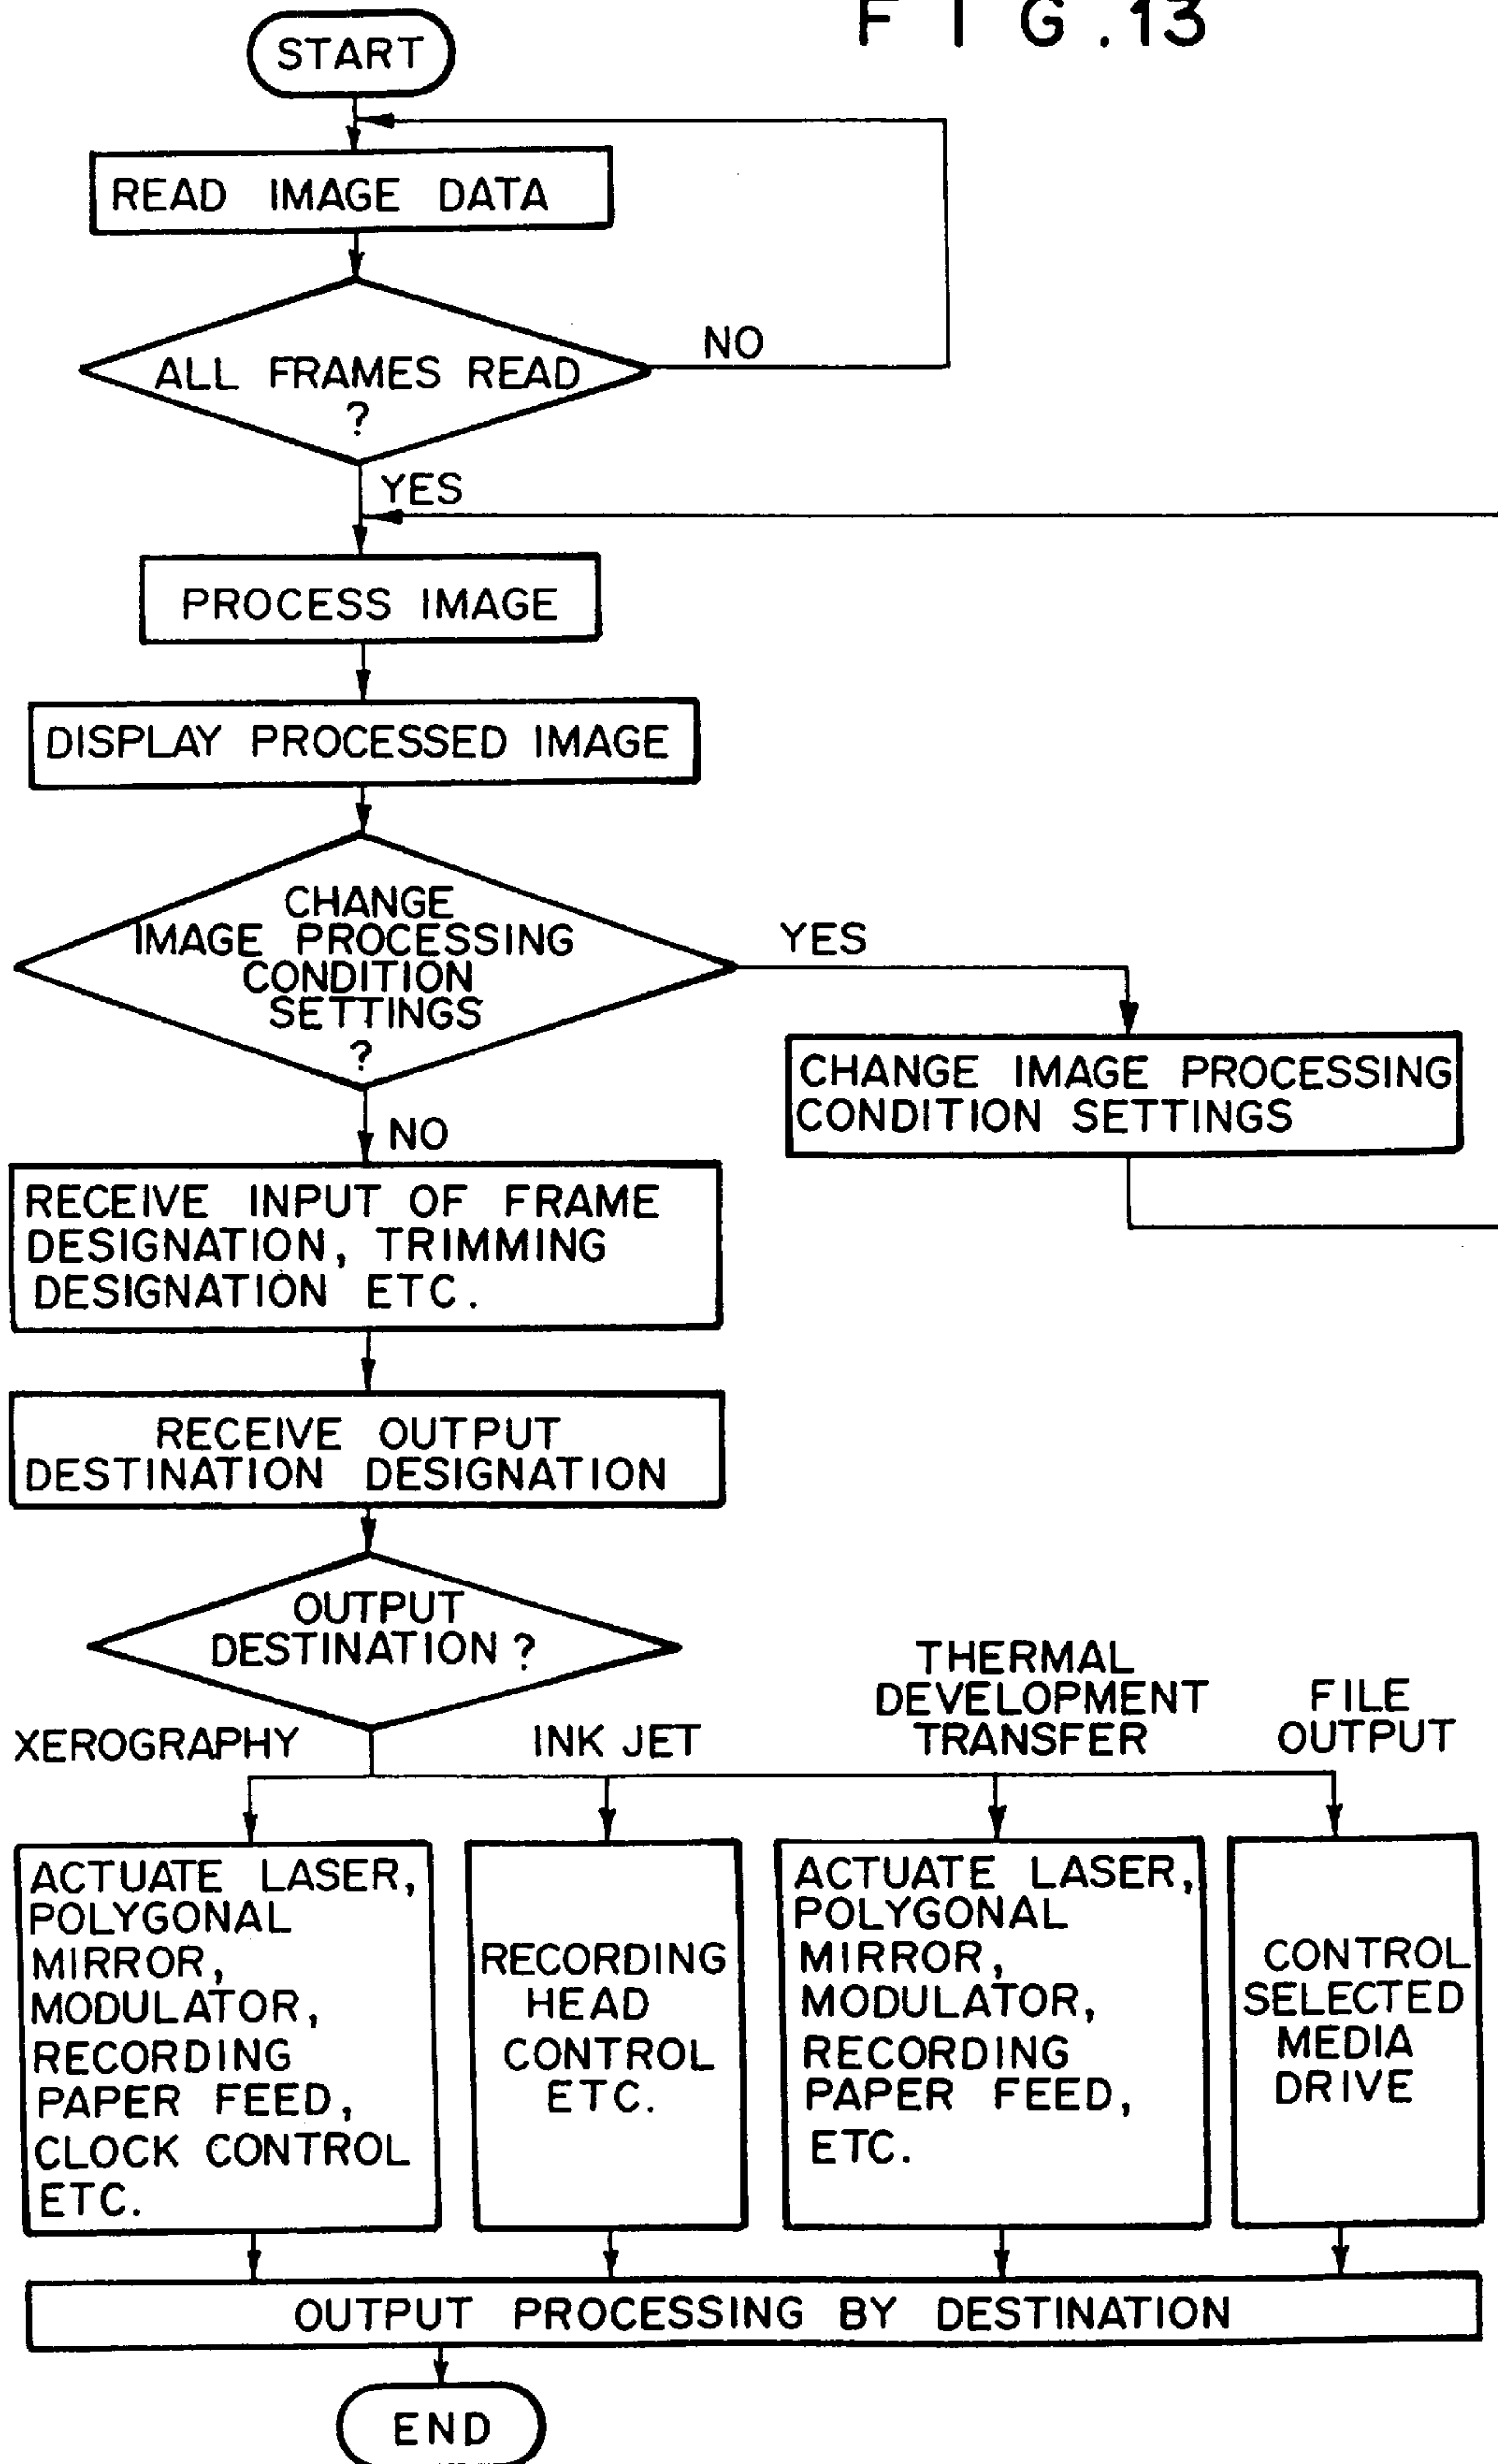 FIG.13
START
READ IMAGE DATA
NO
ALL FRAMES READ
?
YES
PROCESS IMAGE
DISPLAY PROCESSED IMAGE
CHANGE
IMAGE PROCESSING
CONDITION
SETTINGS
?
YES
CHANGE IMAGE PROCESSING
CONDITION SETTINGS
NO
RECEIVE INPUT OF FRAME
DESIGNATION, TRIMMING
DESIGNATION ETC.
RECEIVE OUTPUT
DESTINATION DESIGNATION
OUTPUT
DESTINATION ?
XEROGRAPHY
INK JET
THERMAL
DEVELOPMENT
TRANSFER
FILE
OUTPUT
ACTUATE LASER,
POLYGONAL
MIRROR,
MODULATOR,
RECORDING
PAPER FEED,
CLOCK CONTROL
ETC.
RECORDING
HEAD
CONTROL
ETC.
ACTUATE LASER,
POLYGONAL
MIRROR,
MODULATOR,
RECORDING
PAPER FEED,
ETC.
CONTROL
SELECTED
MEDIA
DRIVE
OUTPUT PROCESSING BY DESTINATION
END